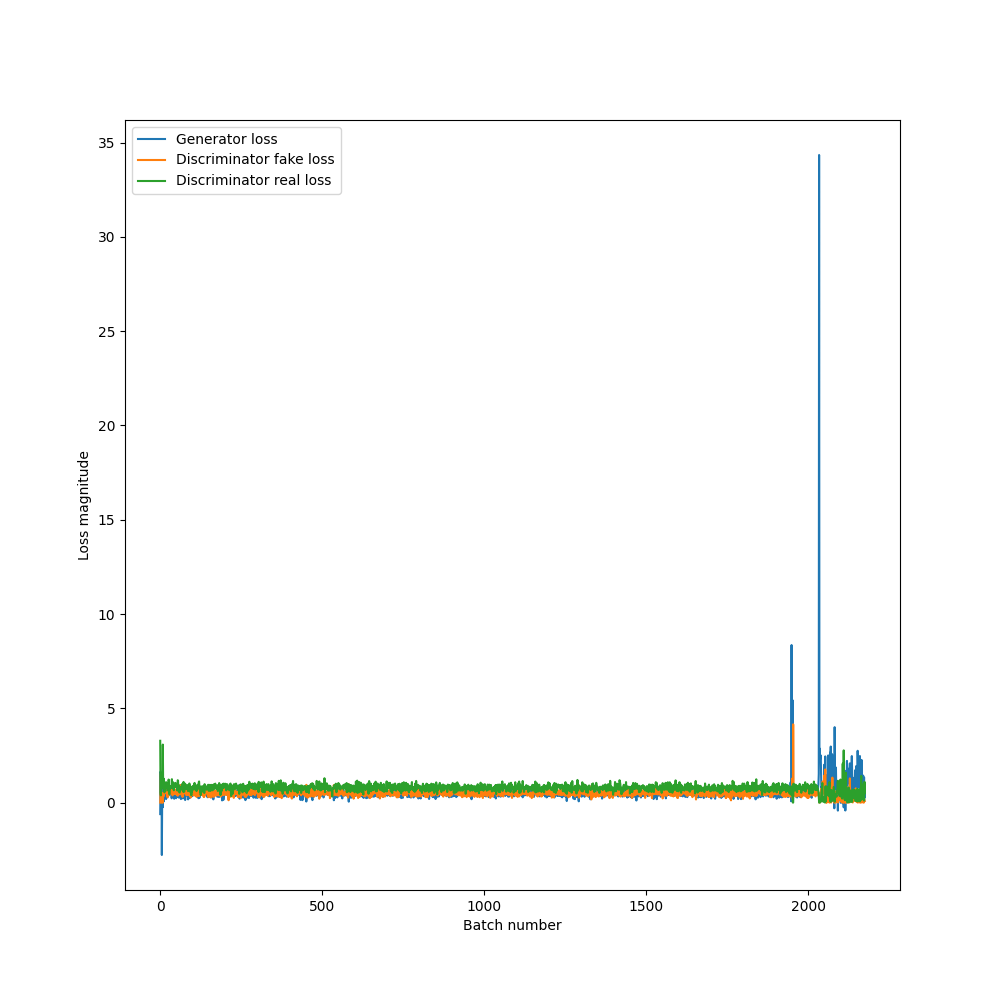 Generator loss
Discriminator fake loss
Discriminator real loss
35
30
25
20
15
10
5
0
Loss magnitude
0 500 1000 1500 2000
Batch number